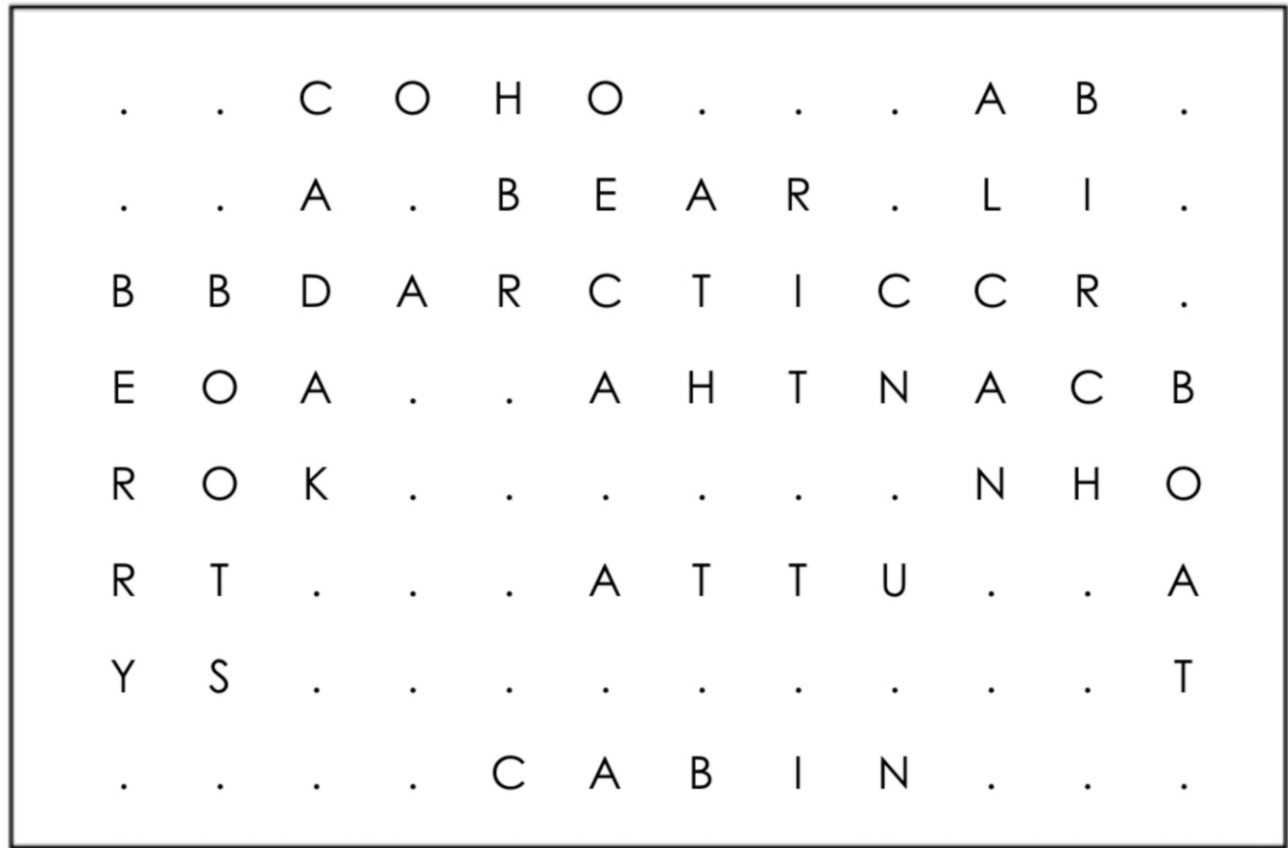 . . C O H O . . . A B .
. . A . B E A R . L I .
B B D A R C T I C C R .
E O A . . A H T N A C B
R O K . . . . . . N H O
R T . . . A T T U . . A
Y S . . . . . . . . . T
. . . . C A B I N . . .